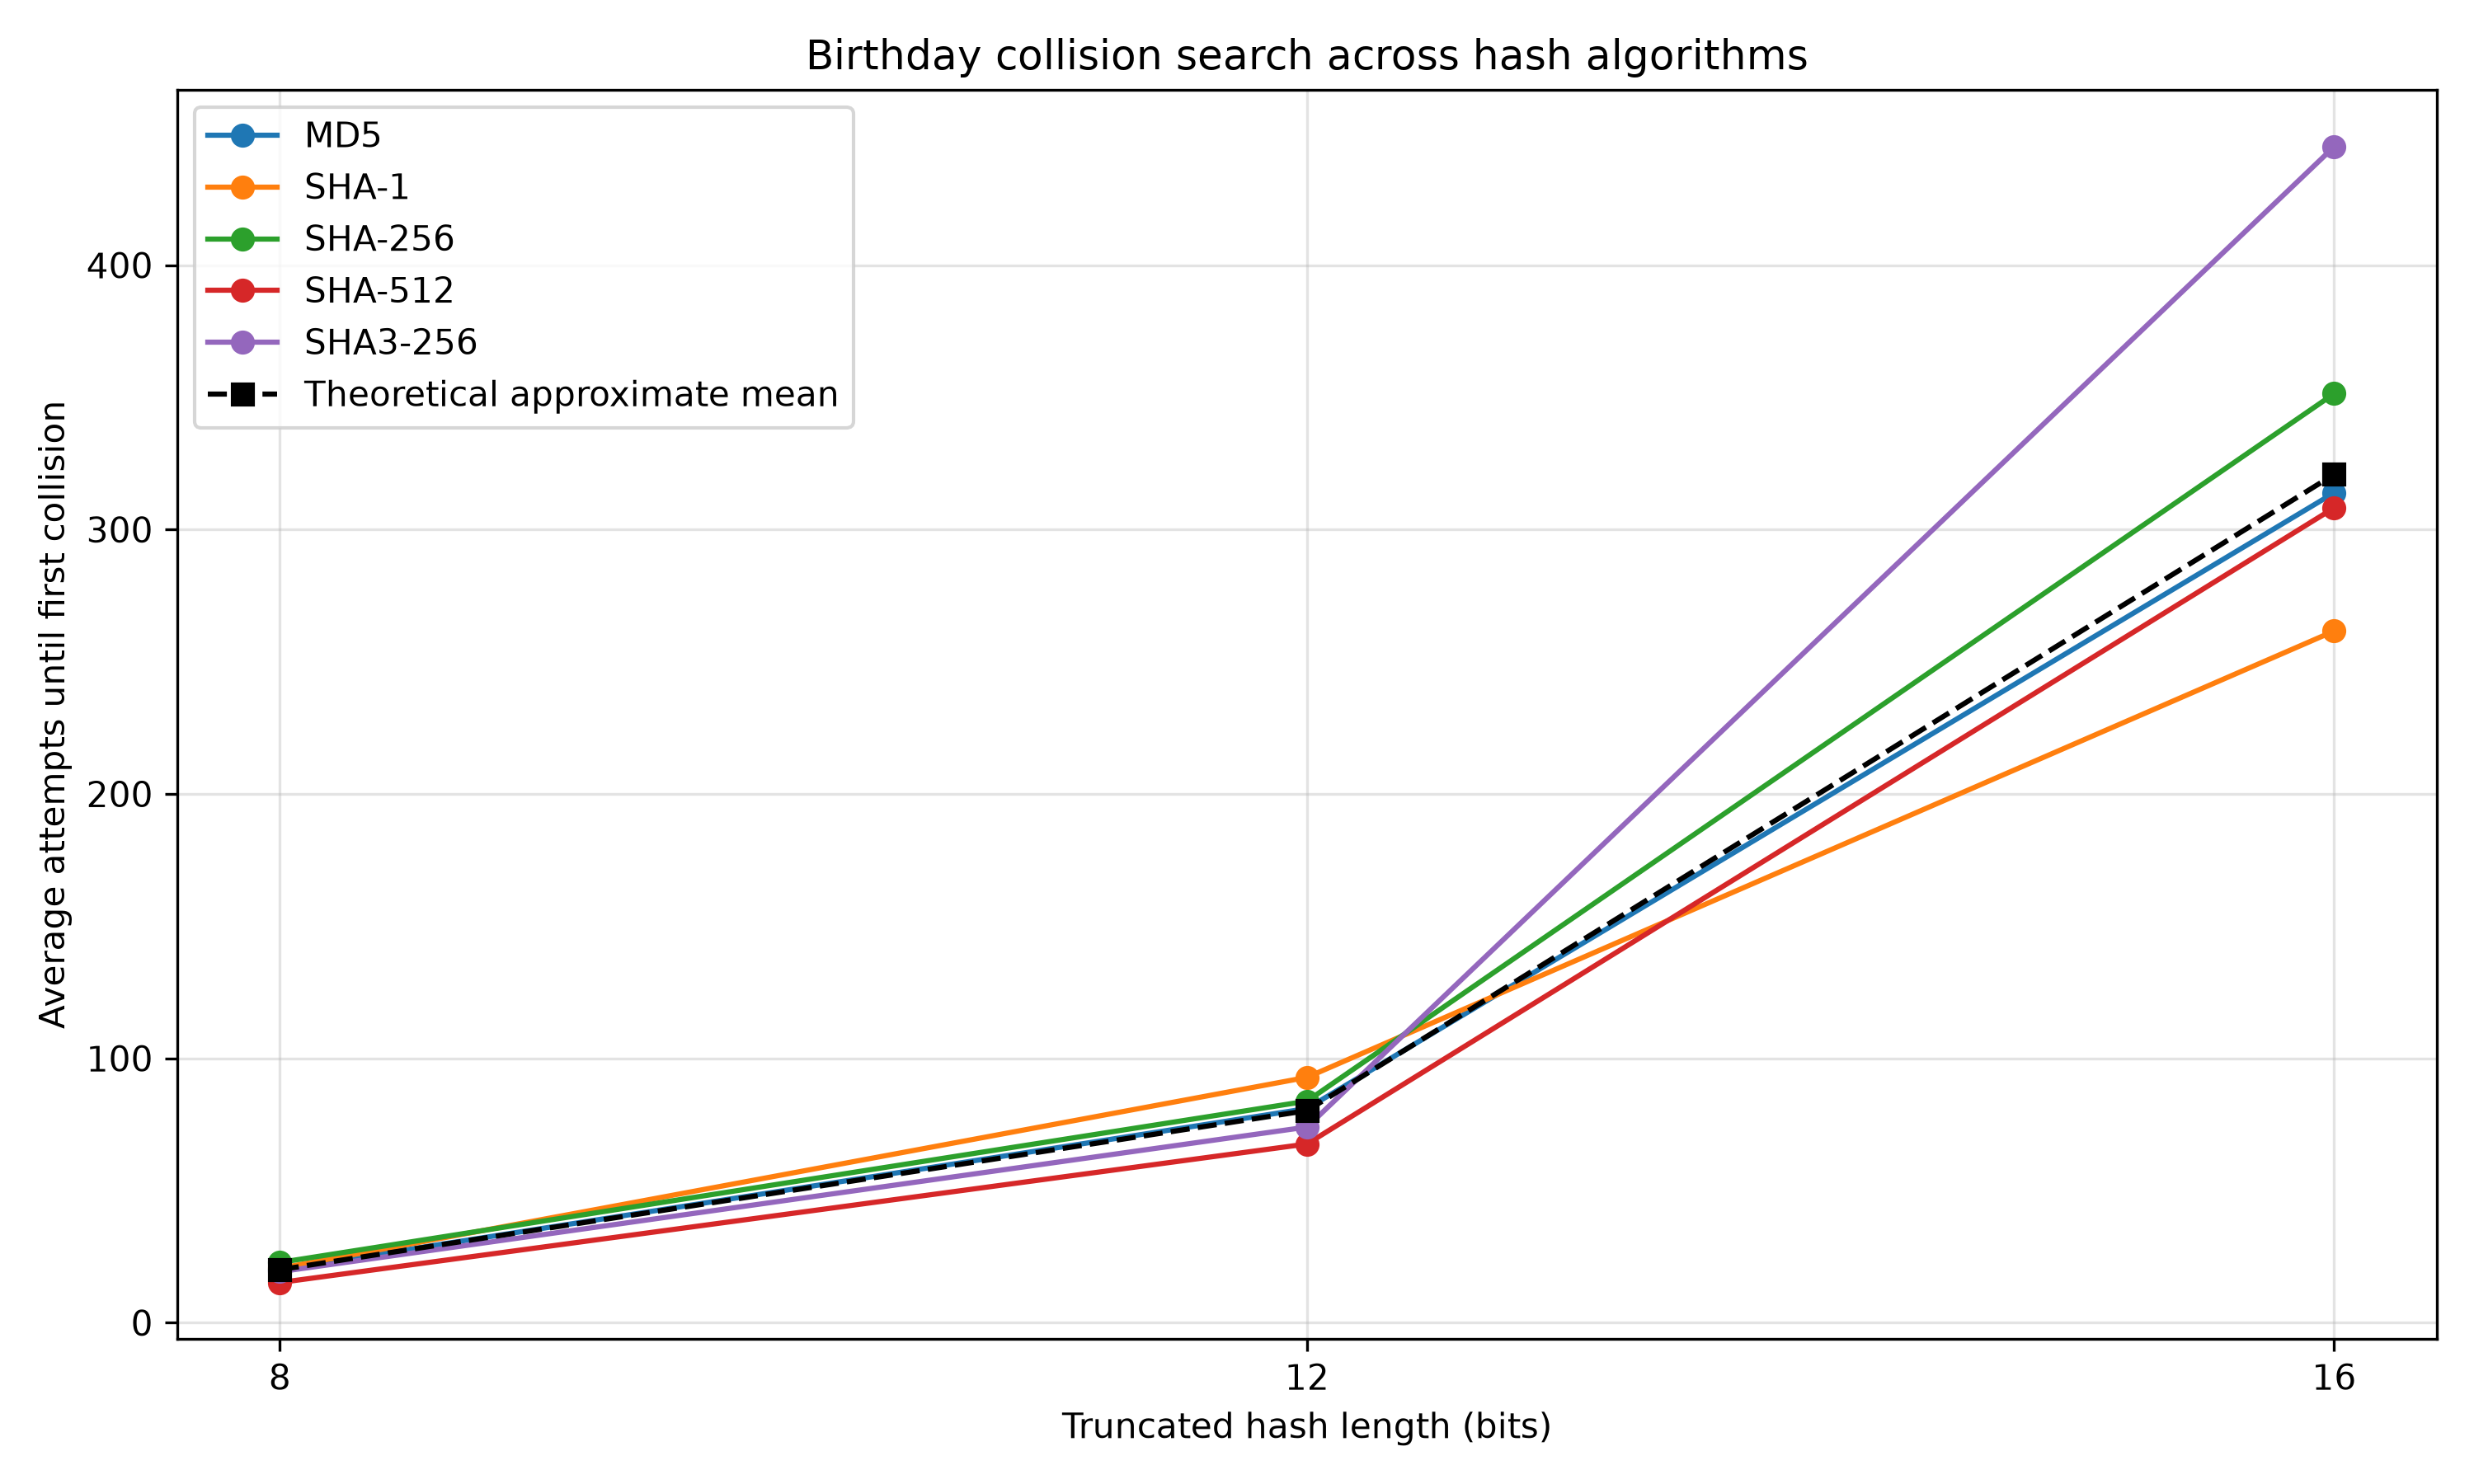 Birthday collision search across hash algorithms
MD5
SHA-1
SHA-256
SHA-512
SHA3-256
Theoretical approximate mean
Average attempts until first collision
400
300
200
100
0
8
12
16
Truncated hash length (bits)